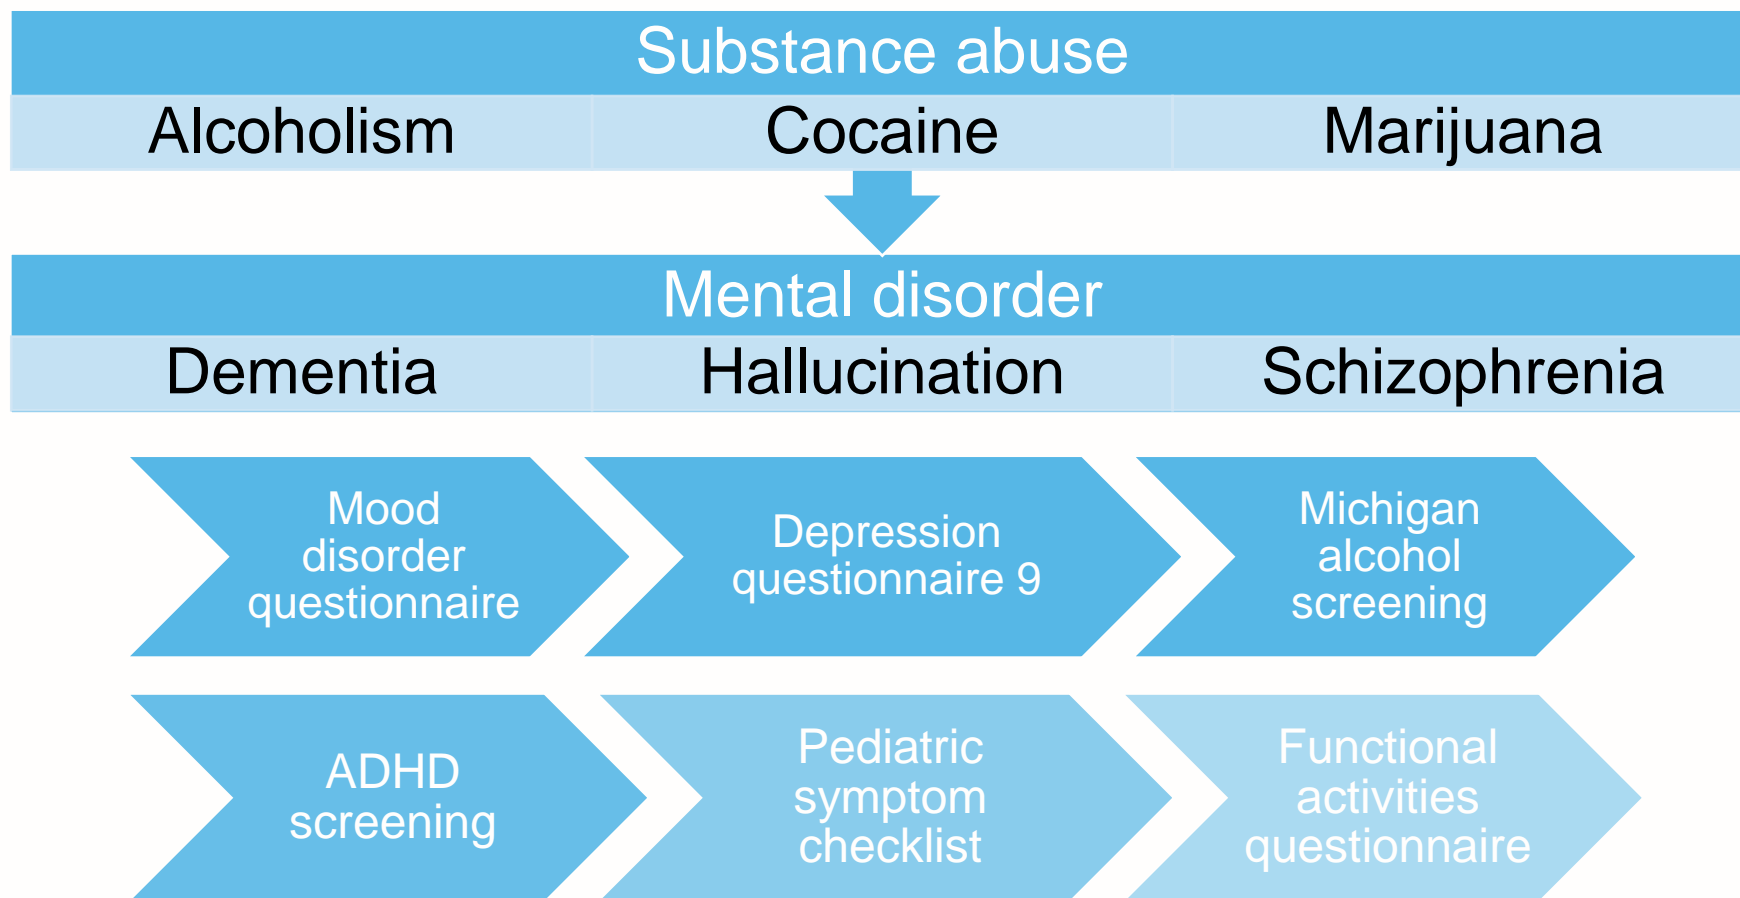 Substance abuse
Alcoholism Cocaine Marijuana
Mental disorder
Dementia Hallucination Schizophrenia
Mood
disorder
questionnaire
Depression
questionnaire 9
Michigan
alcohol
screening
ADHD
screening
Pediatric
symptom
checklist
Functional
activities
questionnaire